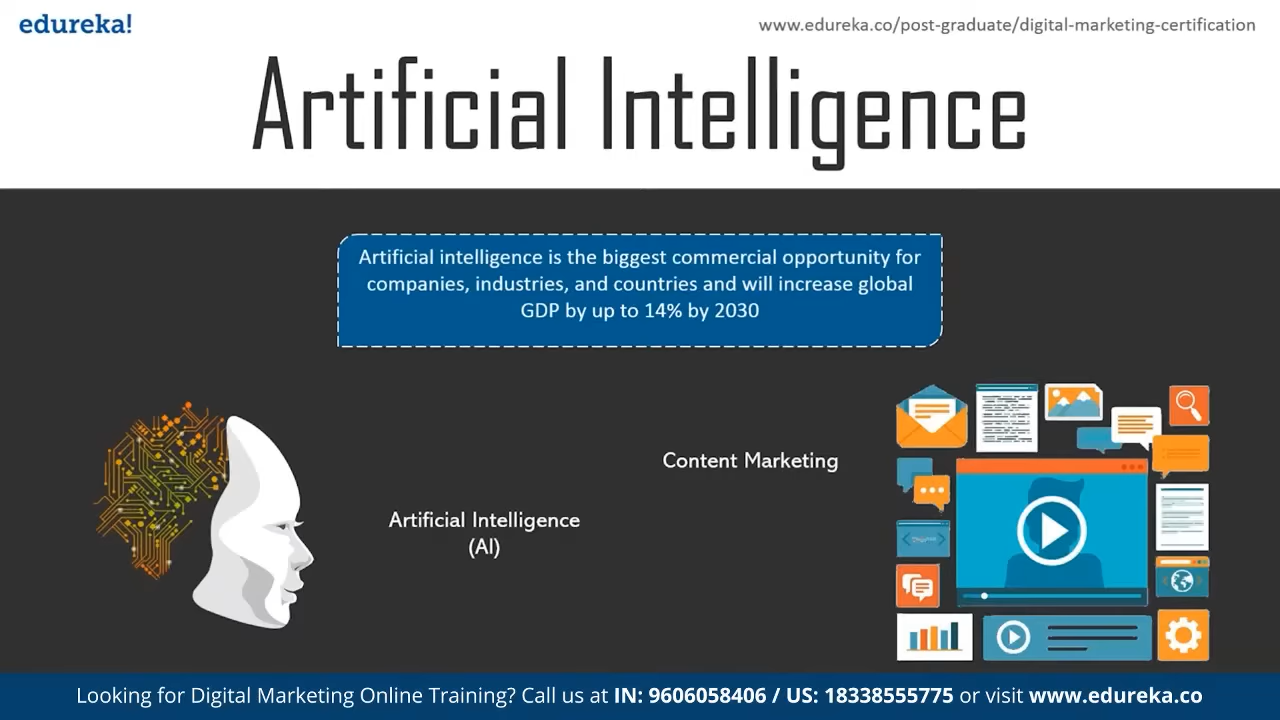 edureka!
www.edureka.co/post-graduate/digital-marketing-certification
Artificial Intelligence
Artificial intelligence is the biggest commercial opportunity for
companies, industries, and countries and will increase global
GDP by up to 14% by 2030
Content Marketing
Artificial Intelligence
(AI)
Looking for Digital Marketing Online Training? Call us at IN: 9606058406 / US: 18338555775 or visit www.edureka.co